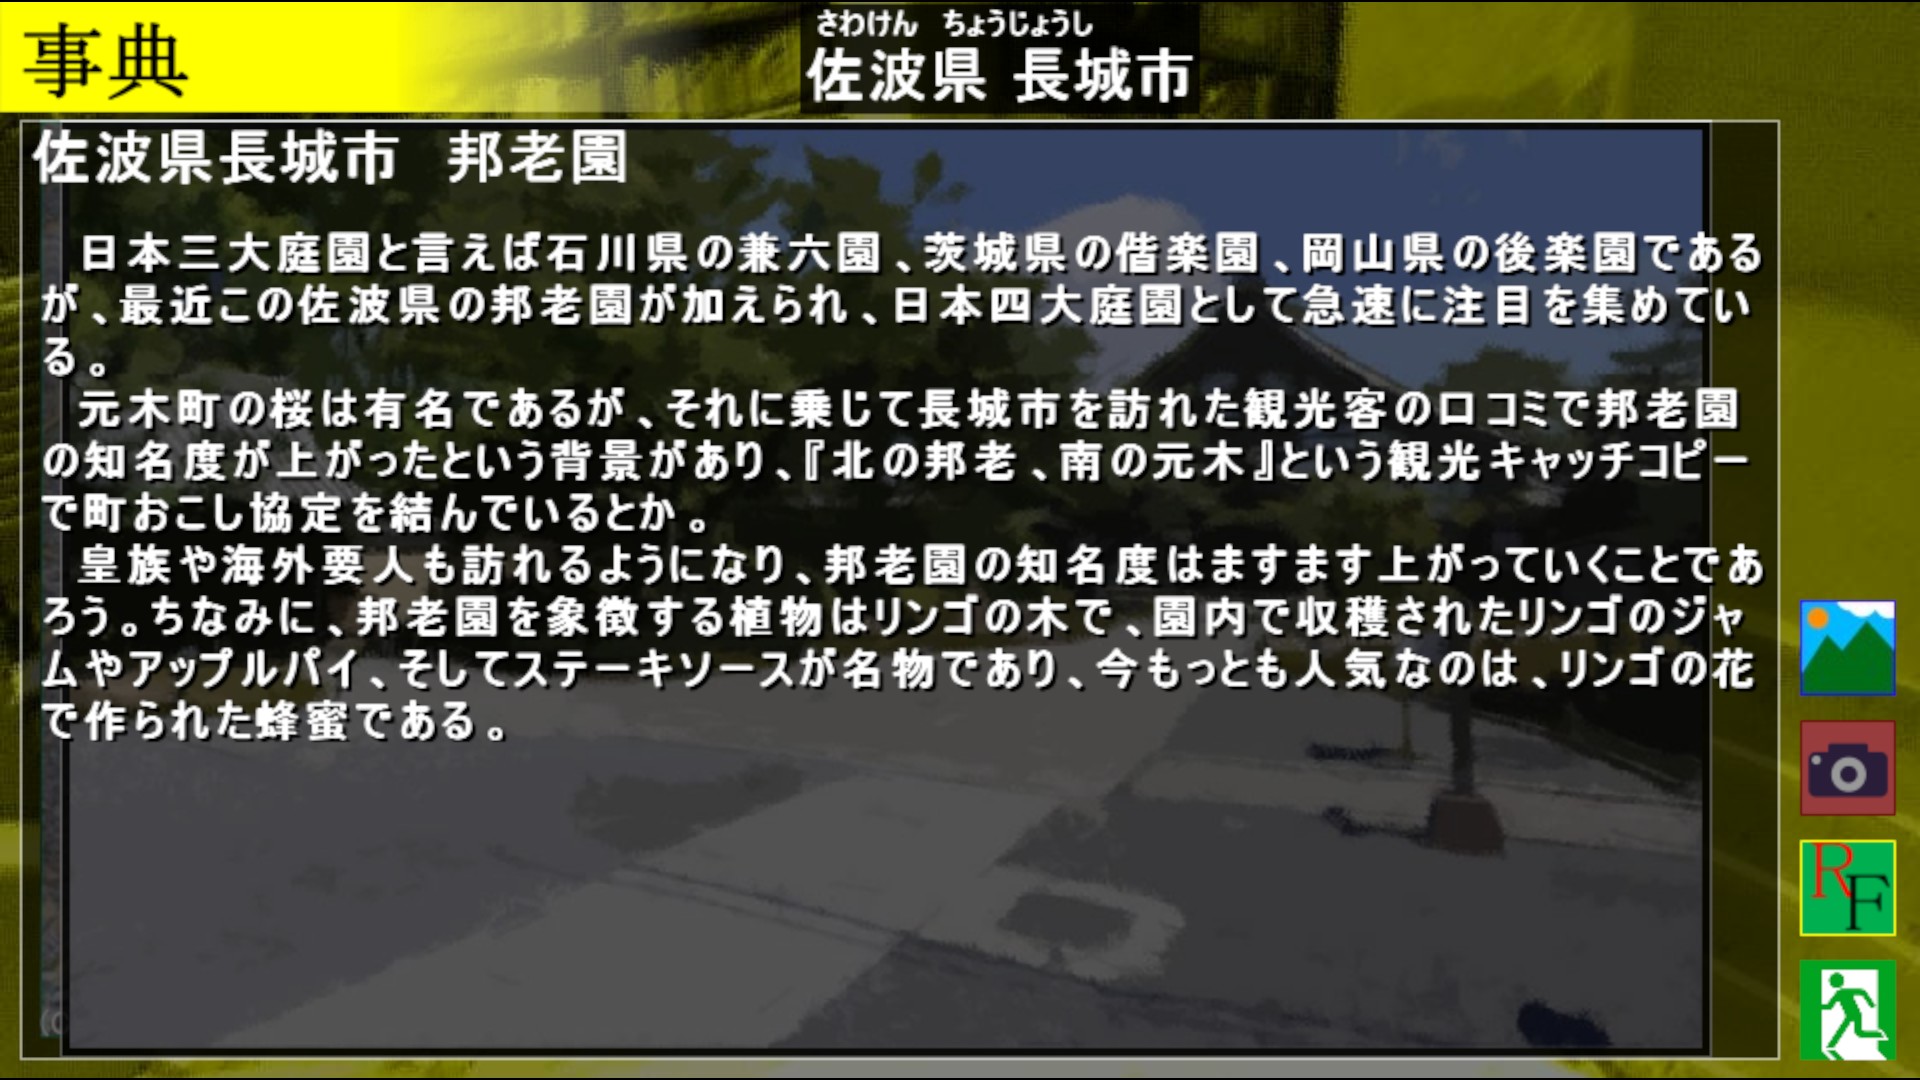 事典
さわけん ちょうじょうし
佐波県 長城市
佐波県長城市 邦老園
日本三大庭園と言えば石川県の兼六園、茨城県の偕楽園、岡山県の後楽園である
が、最近この佐波県の邦老園が加えられ、日本四大庭園として急速に注目を集めてい
る。
元木町の桜は有名であるが、それに乗じて長城市を訪れた観光客の口コミで邦老園
の知名度が上がったという背景があり、『北の邦老、南の元木』という観光キャッチコピー
で町おこし協定を結んでいるとか。
皇族や海外要人も訪れるようになり、邦老園の知名度はますます上がっていくことであ
ろう。ちなみに、邦老園を象徴する植物はリンゴの木で、園内で収穫されたリンゴのジャ
ムやアップルパイ、そしてステーキソースが名物であり、今もっとも人気なのは、リンゴの花
で作られた蜂蜜である。
RF